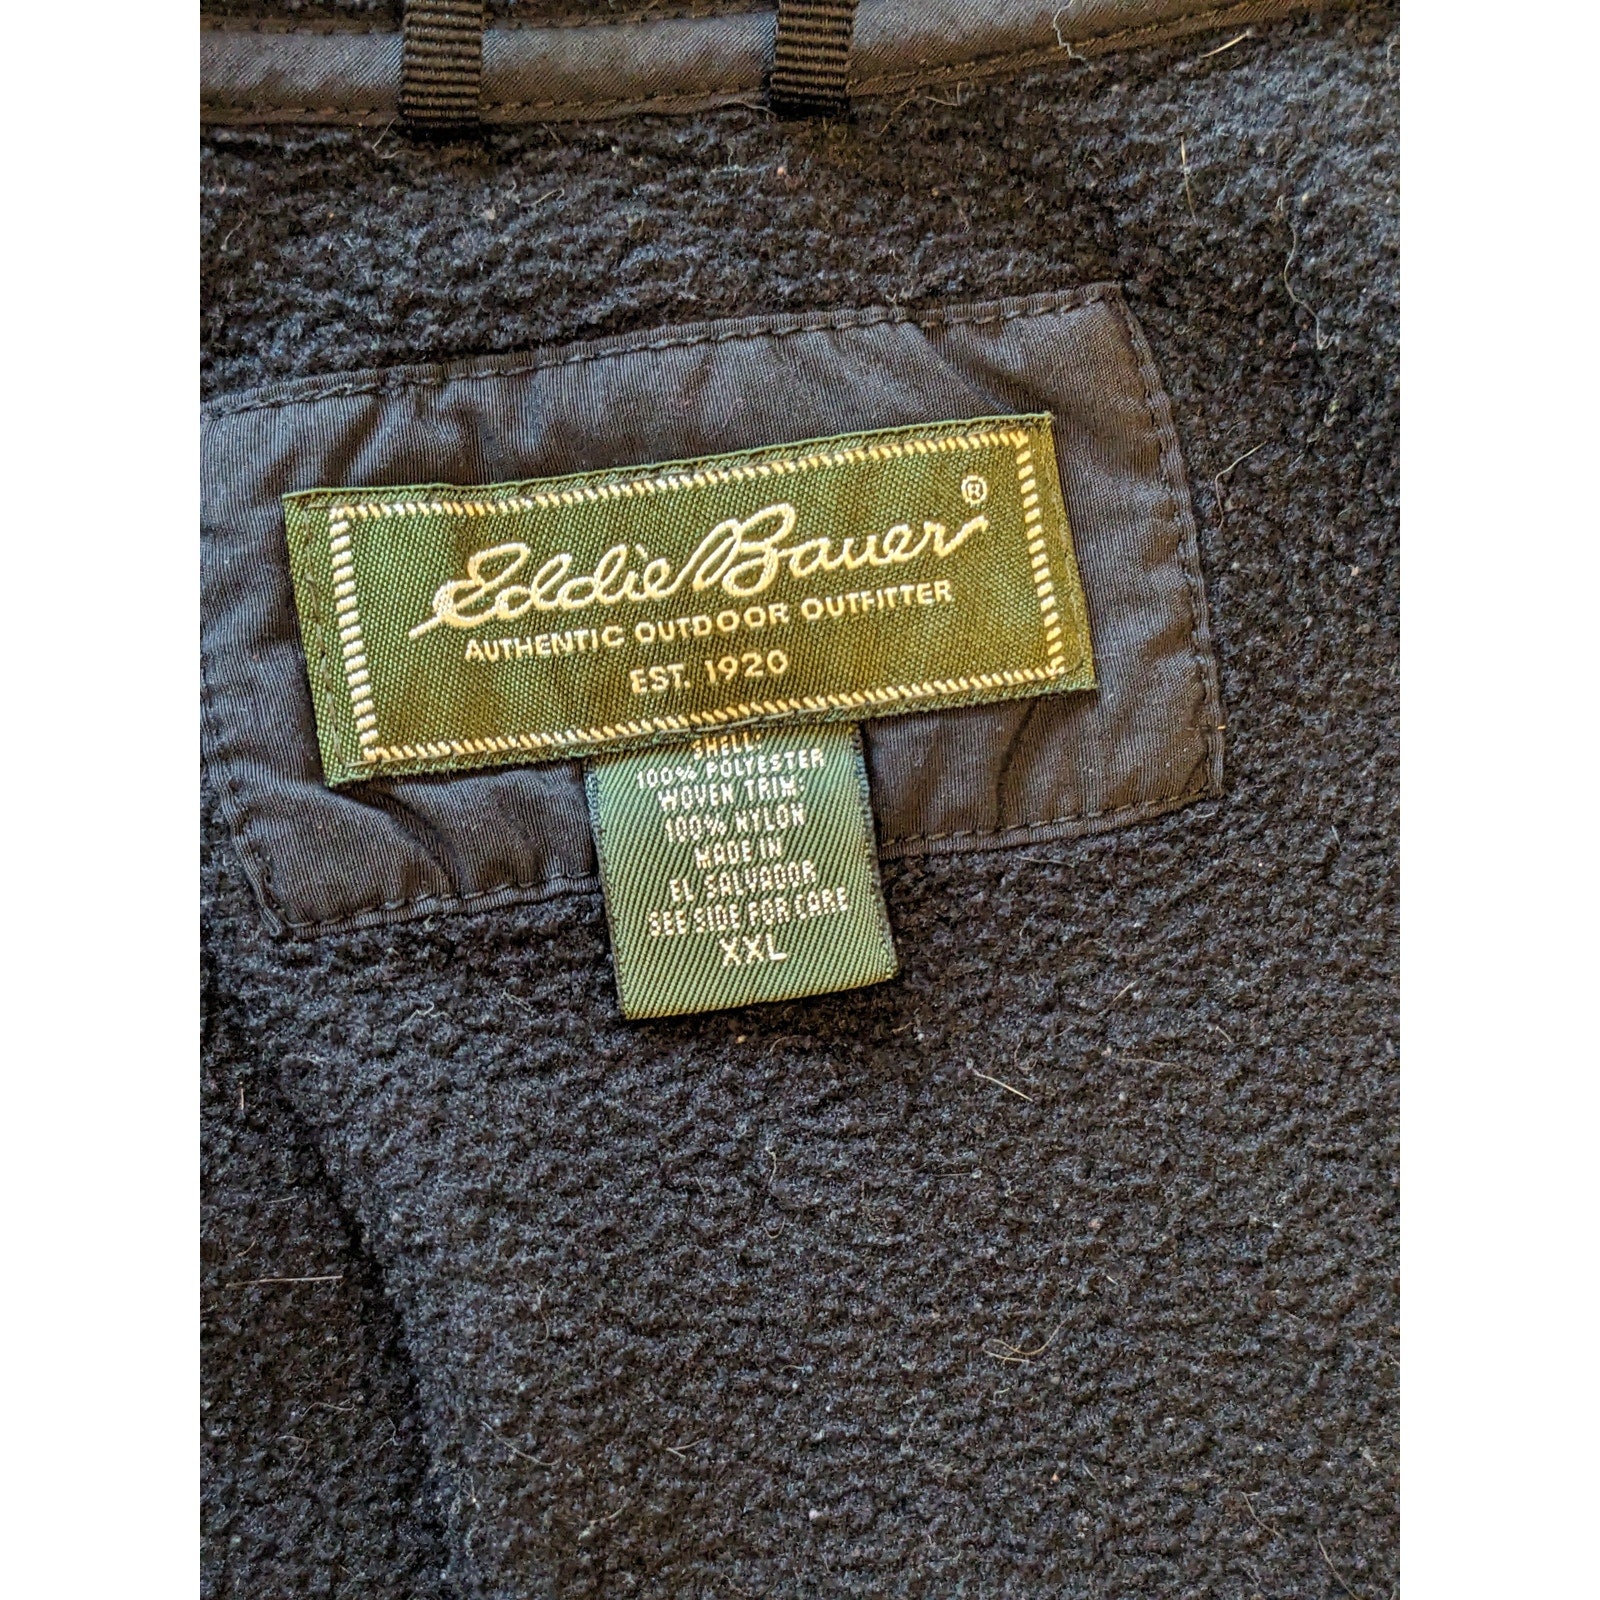 Eddie Bauer ®
AUTHENTIC OUTDOOR OUTFITTER
EST. 1920
SHELL:
100% POLYESTER
WOVEN TRIM:
100% NYLON
MADE IN
EL SALVADOR
SEE SIDE FOR CARE
XXL